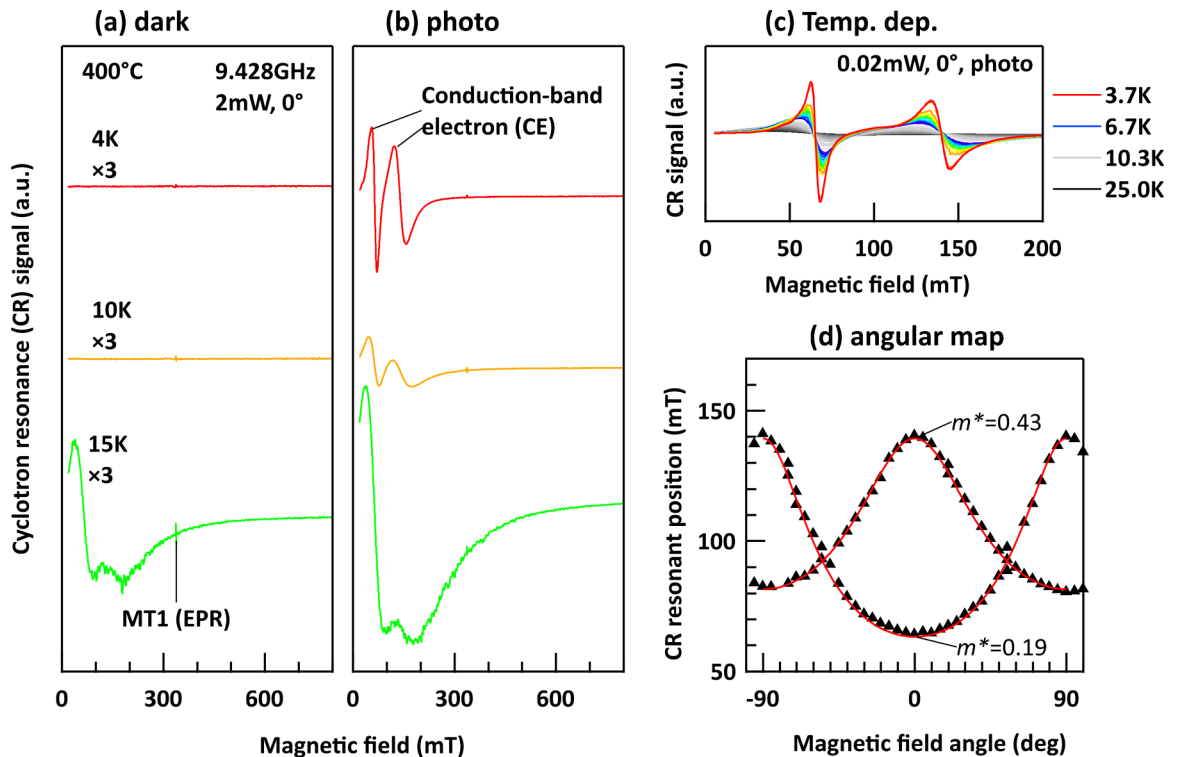 (a) dark
400°C
9.428GHz
2mW, 0°
4K
×3
10K
×3
15K
×3
MT1 (EPR)
0
300
600
Cyclotron resonance (CR) signal (a.u.)
(b) photo
Conduction-band
electron (CE)
0
300
600
Magnetic field (mT)
(c) Temp. dep.
0.02mW, 0°, photo
3.7K
6.7K
10.3K
25.0K
CR signal (a.u.)
0
50
100
150
200
Magnetic field (mT)
(d) angular map
m*=0.43
m*=0.19
CR resonant position (mT)
150
100
50
-90
0
90
Magnetic field angle (deg)